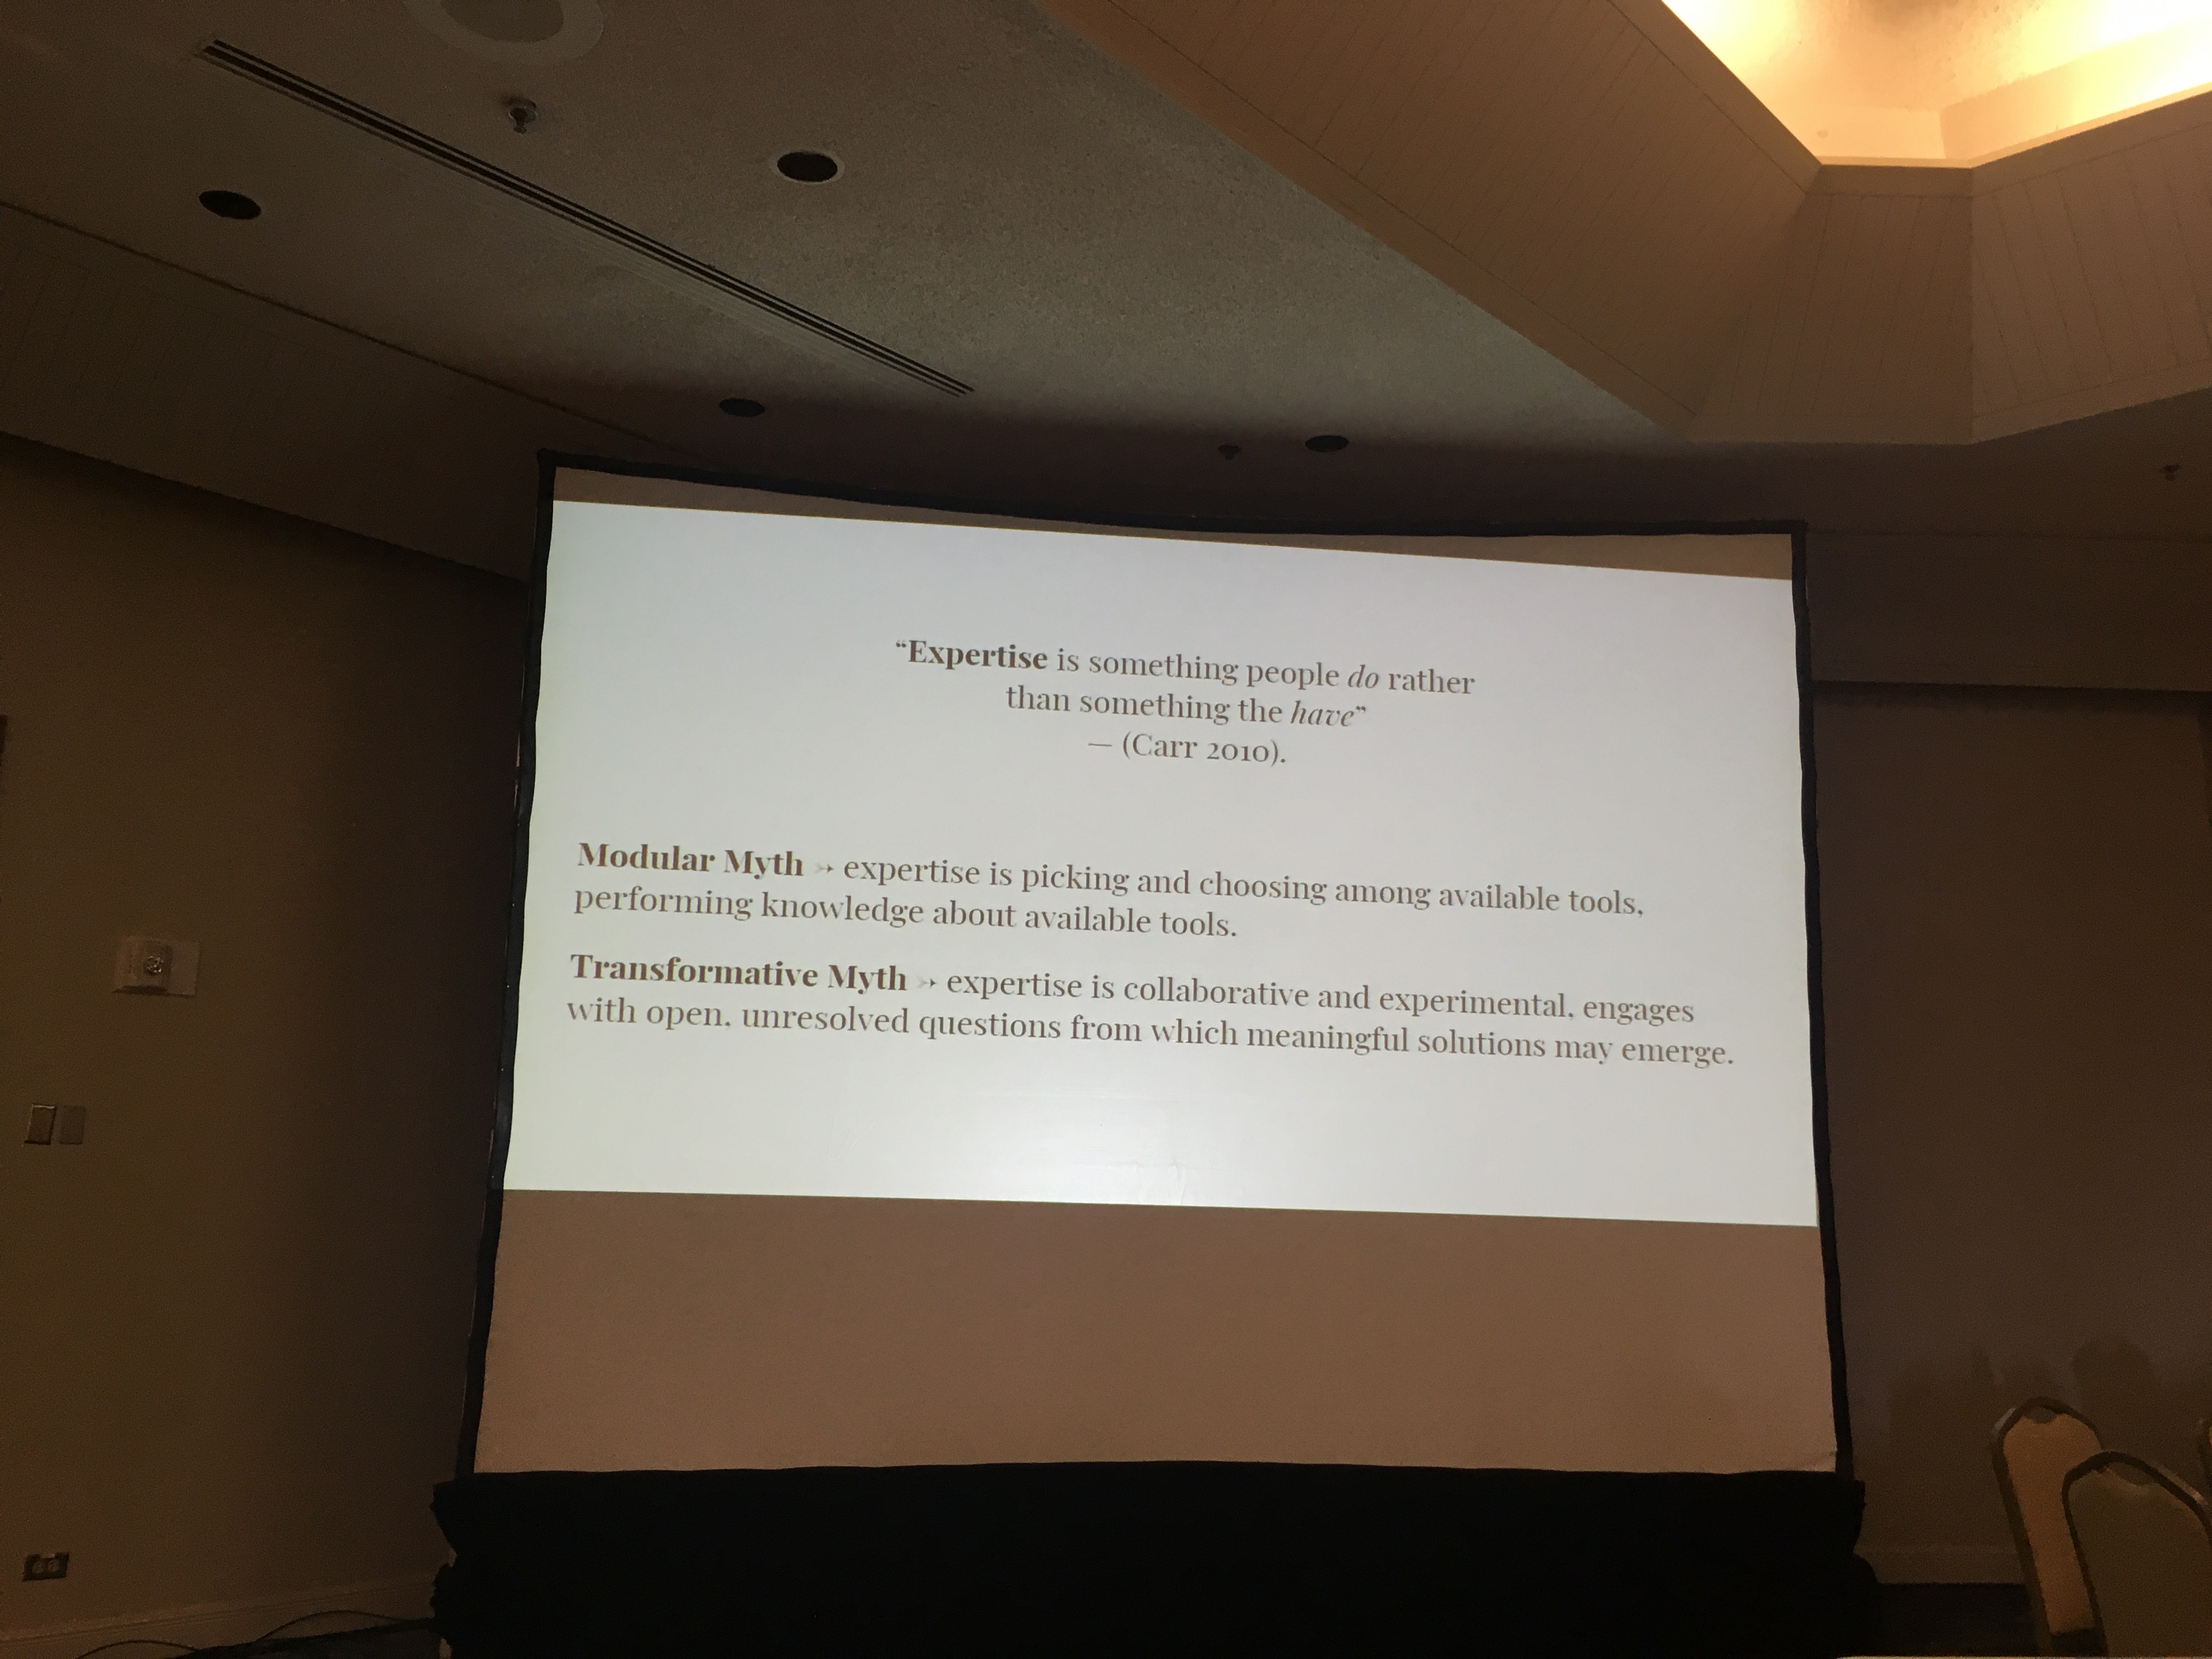 “Expertise is something people do rather
than something the have”
— (Carr 2010).
Modular Myth ➳ expertise is picking and choosing among available tools,
performing knowledge about available tools.
Transformative Myth ➳ expertise is collaborative and experimental, engages
with open, unresolved questions from which meaningful solutions may emerge.